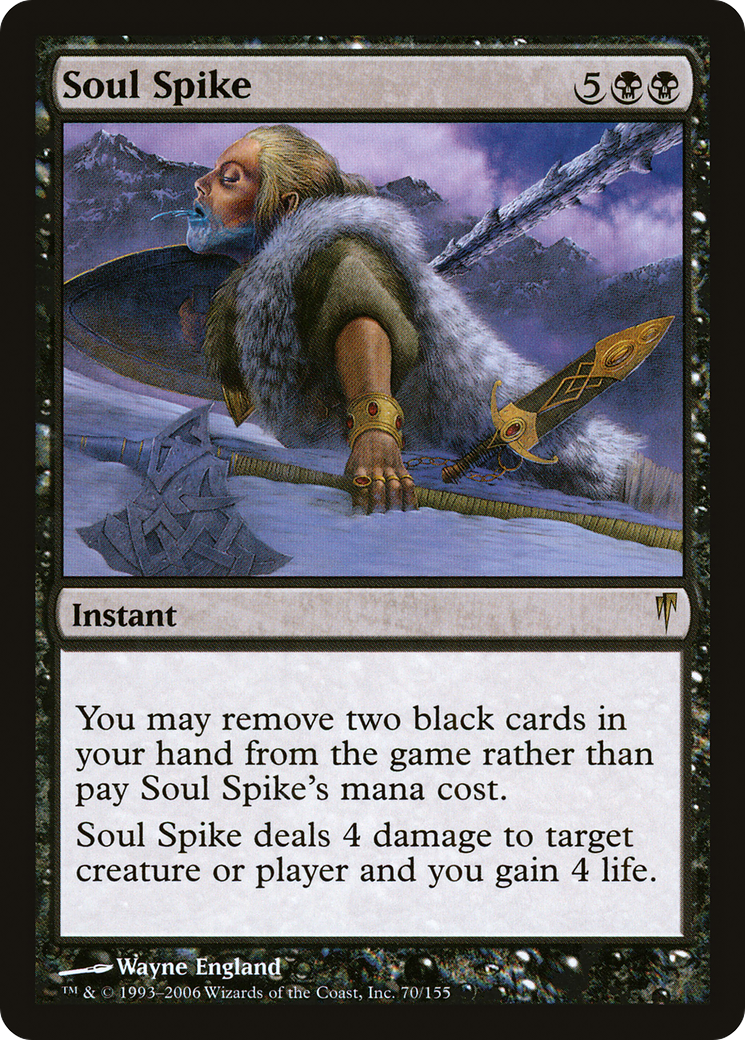 Soul Spike 5
Instant
You may remove two black cards in
your hand from the game rather than
pay Soul Spike's mana cost.
Soul Spike deals 4 damage to target
creature or player and you gain 4 life.
Wayne England
™ & © 1993–2006 Wizards of the Coast, Inc. 70/155